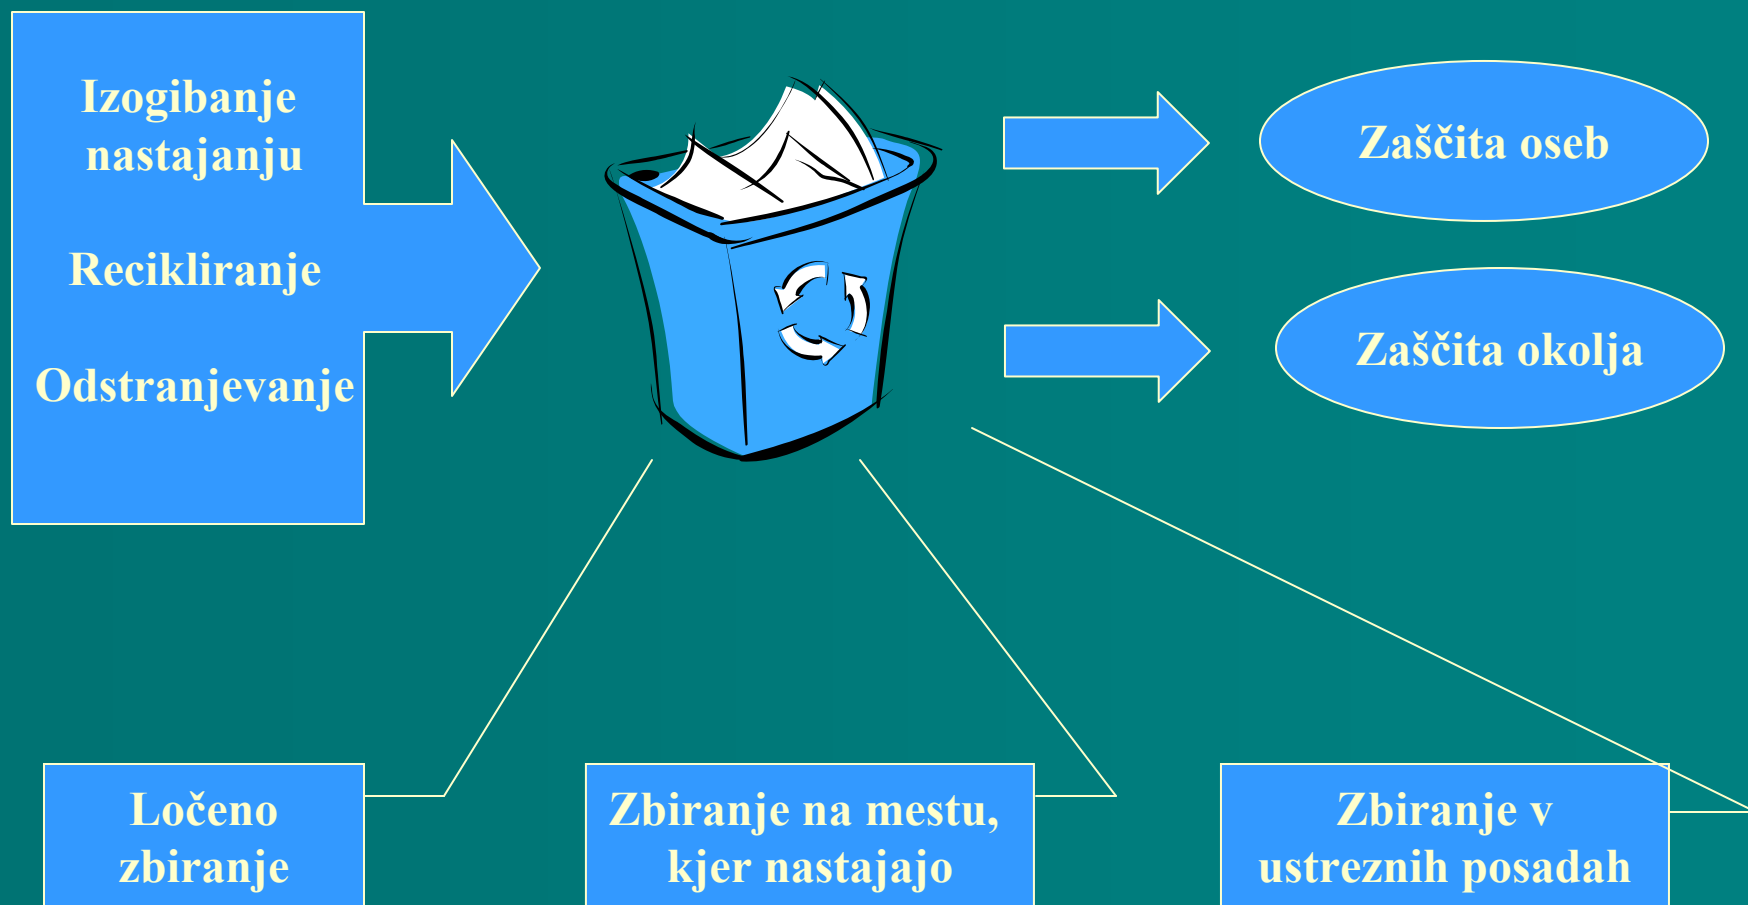 Izogibanje
nastajanju
Recikliranje
Odstranjevanje
Zaščita oseb
Zaščita okolja
Ločeno
zbiranje
Zbiranje na mestu,
kjer nastajajo
Zbiranje v
ustreznih posadah